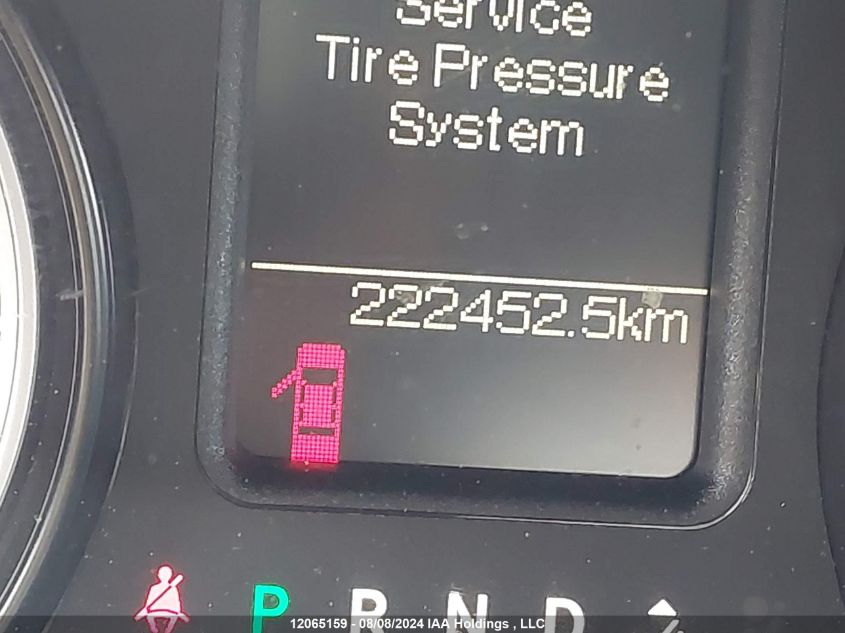 Service
Tire Pressure
System
222452.5km
P R N D
12065159 - 08/08/2024 IAA Holdings , LLC